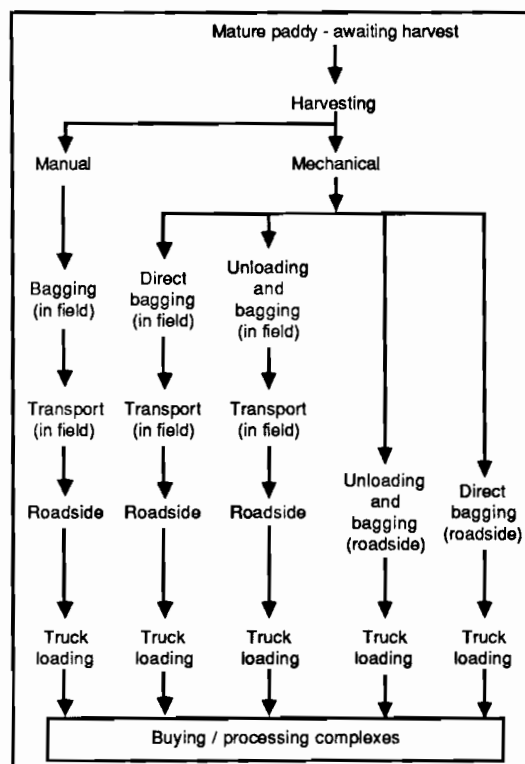 Mature paddy - awaiting harvest
Harvesting
Manual
Mechanical
Bagging
(in field)
Direct
bagging
(in field)
Unloading
and
bagging
(in field)
Transport
(in field)
Transport
(in field)
Transport
(in field)
Roadside
Roadside
Roadside
Unloading
and
bagging
(roadside)
Direct
bagging
(roadside)
Truck
loading
Truck
loading
Truck
loading
Truck
loading
Truck
loading
Buying / processing complexes